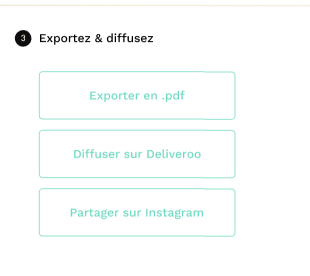 3 Exportez & diffusez
Exporter en .pdf
Diffuser sur Deliveroo
Partager sur Instagram